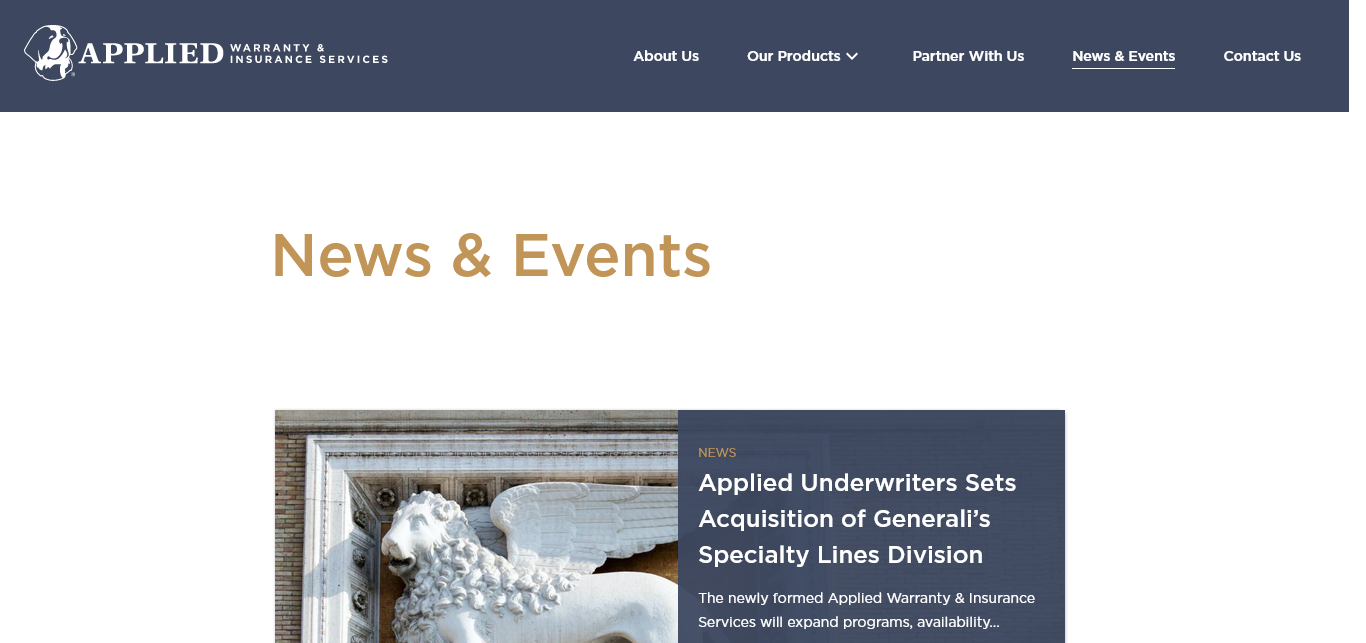 APPLIED WARRANTY &
INSURANCE SERVICES
About Us
Our Products
Partner With Us
News & Events
Contact Us
News & Events
NEWS
Applied Underwriters Sets
Acquisition of Generali’s
Specialty Lines Division
The newly formed Applied Warranty & Insurance
Services will expand programs, availability...